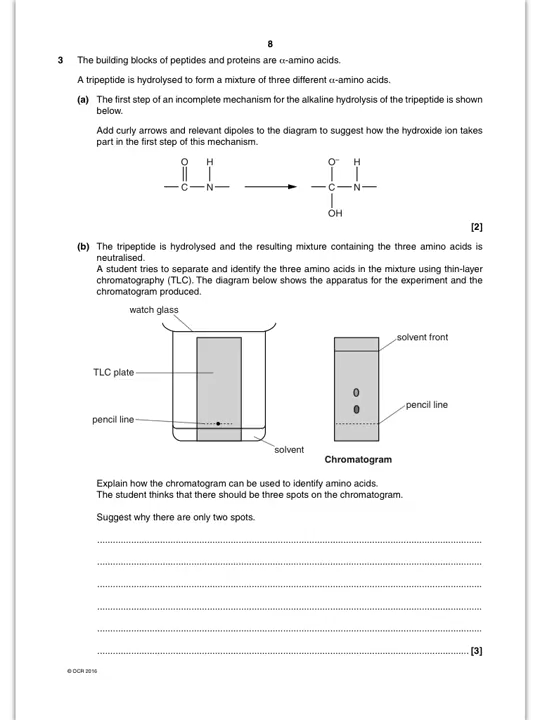 8
3 The building blocks of peptides and proteins are α-amino acids.
A tripeptide is hydrolysed to form a mixture of three different α-amino acids.
(a) The first step of an incomplete mechanism for the alkaline hydrolysis of the tripeptide is shown
below.
Add curly arrows and relevant dipoles to the diagram to suggest how the hydroxide ion takes
part in the first step of this mechanism.
O H O⁻ H
C N C N
OH
[2]
(b) The tripeptide is hydrolysed and the resulting mixture containing the three amino acids is
neutralised.
A student tries to separate and identify the three amino acids in the mixture using thin-layer
chromatography (TLC). The diagram below shows the apparatus for the experiment and the
chromatogram produced.
watch glass
solvent front
TLC plate
pencil line
pencil line
solvent
Chromatogram
Explain how the chromatogram can be used to identify amino acids.
The student thinks that there should be three spots on the chromatogram.
Suggest why there are only two spots.
[3]
© OCR 2016